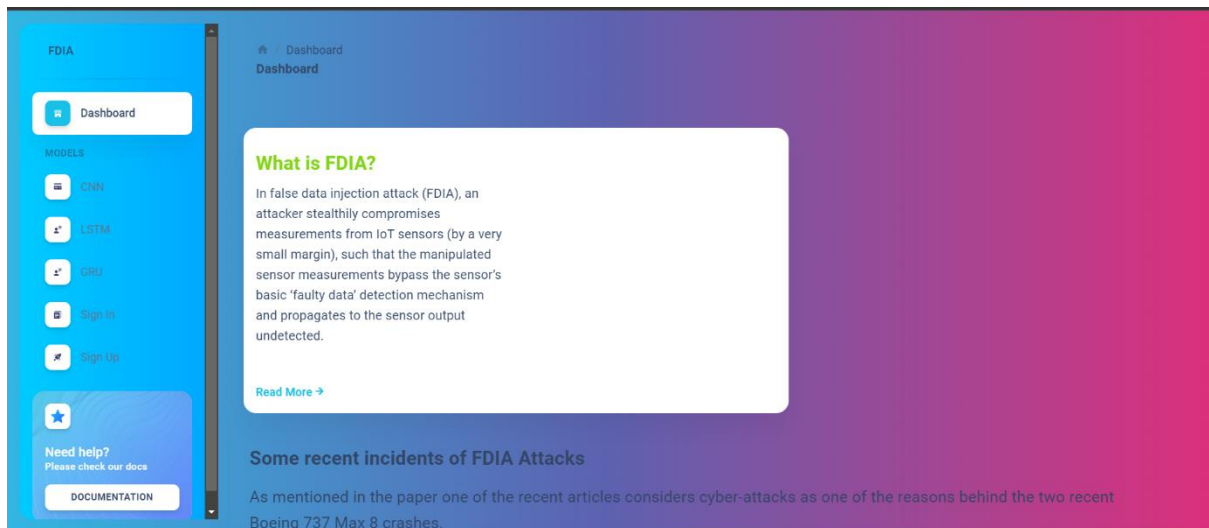 FDIA
Dashboard
MODELS
CNN
LSTM
GRU
Sign In
Sign Up
Need help?
Please check our docs
DOCUMENTATION
/ Dashboard
Dashboard
What is FDIA?
In false data injection attack (FDIA), an
attacker stealthily compromises
measurements from IoT sensors (by a very
small margin), such that the manipulated
sensor measurements bypass the sensor's
basic 'faulty data' detection mechanism
and propagates to the sensor output
undetected.
Read More →
Some recent incidents of FDIA Attacks
As mentioned in the paper one of the recent articles considers cyber-attacks as one of the reasons behind the two recent
Boeing 737 Max 8 crashes.